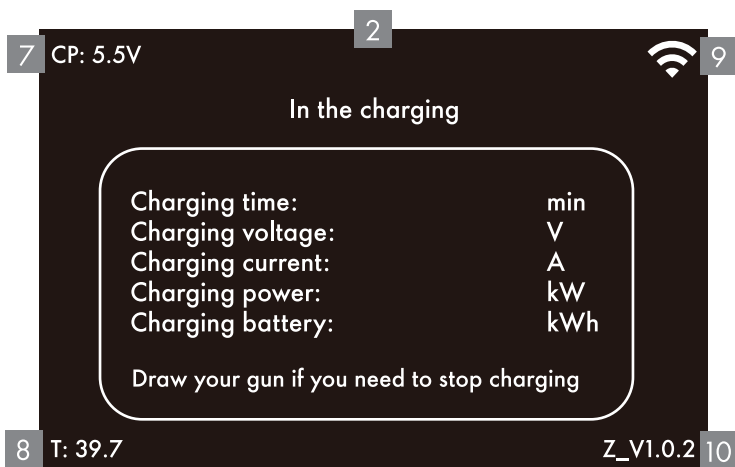 2
7 CP: 5.5V 9
In the charging
Charging time: min
Charging voltage: V
Charging current: A
Charging power: kW
Charging battery: kWh
Draw your gun if you need to stop charging
8 T: 39.7 Z_V1.0.2 10